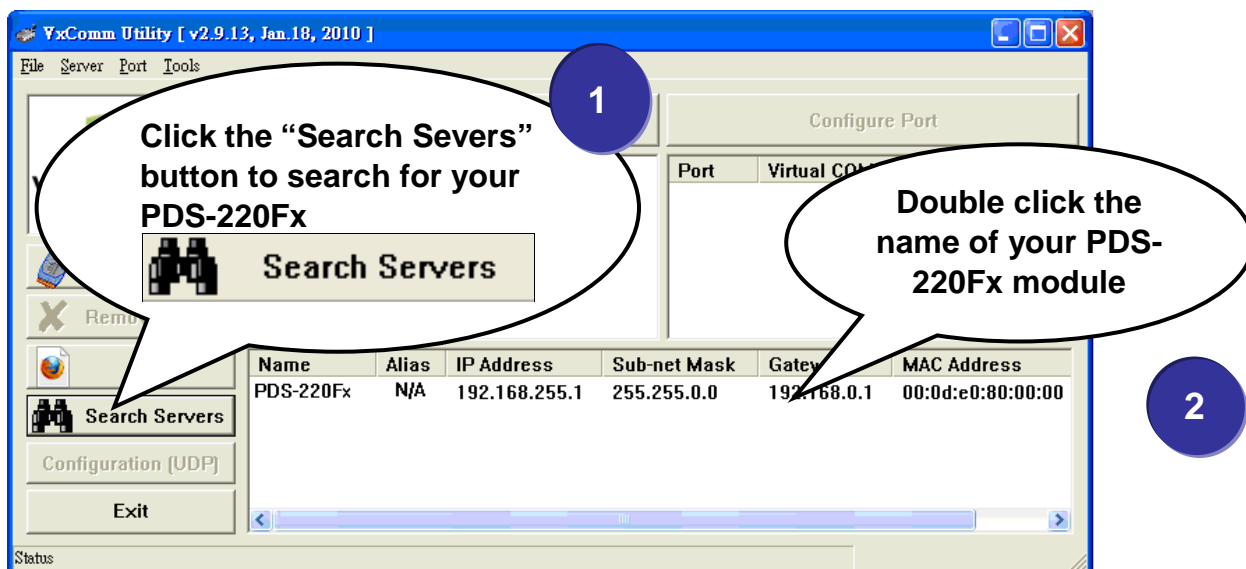 VxComm Utility [ v2.9.13, Jan.18, 2010 ]
File Server Port Tools
1
Configure Port
Click the “Search Severs”
button to search for your
PDS-220Fx
Search Servers
Port Virtual COM
Double click the
name of your PDS-
220Fx module
Name Alias IP Address Sub-net Mask MAC Address
PDS-220Fx N/A 192.168.255.1 255.255.0.0 192.168.0.1 00:0d:e0:80:00:00
Search Servers
2
Configuration (UDP)
Exit
Status